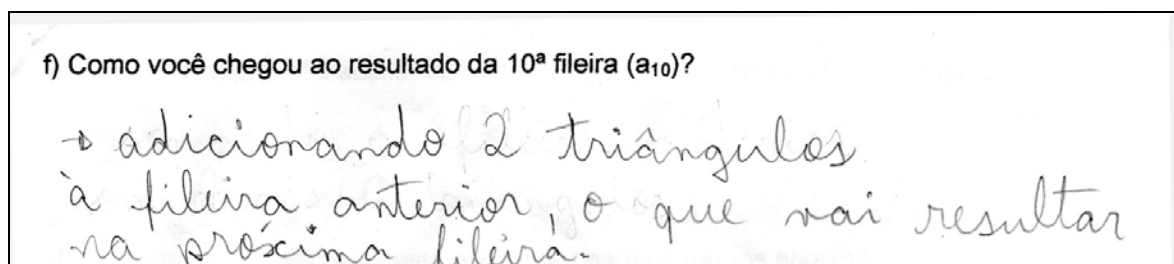 f) Como você chegou ao resultado da 10ª fileira (a₁₀)?
→ adicionando 2 triângulos
à fileira anterior, o que vai resultar
na próxima fileira.